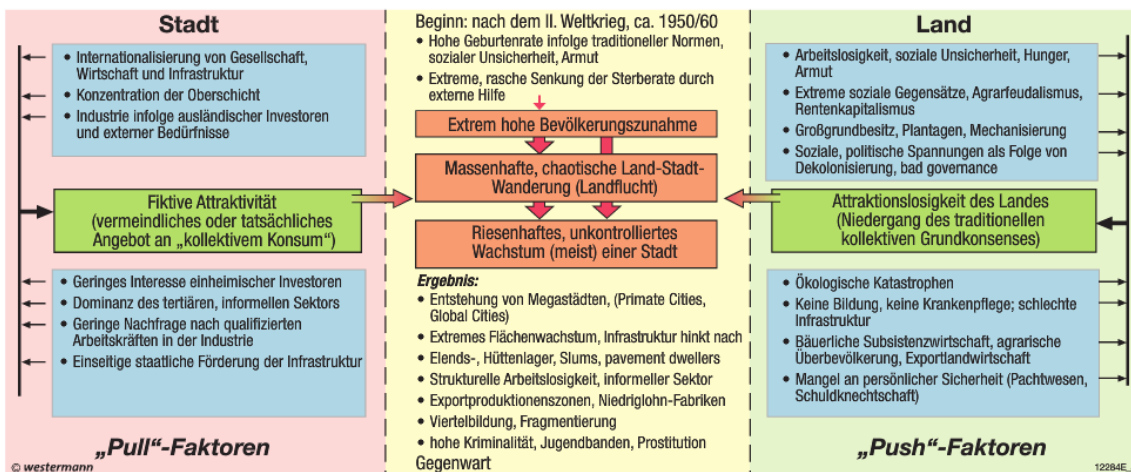 Stadt
• Internationalisierung von Gesellschaft,
Wirtschaft und Infrastruktur
• Konzentration der Oberschicht
• Industrie infolge ausländischer Investoren
und externer Bedürfnisse
Fiktive Attraktivität
(vermeindliches oder tatsächliches
Angebot an „kollektivem Konsum“)
• Geringes Interesse einheimischer Investoren
• Dominanz des tertiären, informellen Sektors
• Geringe Nachfrage nach qualifizierten
Arbeitskräften in der Industrie
• Einseitige staatliche Förderung der Infrastruktur
„Pull“-Faktoren
© westermann
Beginn: nach dem II. Weltkrieg, ca. 1950/60
• Hohe Geburtenrate infolge traditioneller Normen,
sozialer Unsicherheit, Armut
• Extreme, rasche Senkung der Sterberate durch
externe Hilfe
Extrem hohe Bevölkerungszunahme
Massenhafte, chaotische Land-Stadt-
Wanderung (Landflucht)
Riesenhaftes, unkontrolliertes
Wachstum (meist) einer Stadt
Ergebnis:
• Entstehung von Megastädten, (Primate Cities,
Global Cities)
• Extremes Flächenwachstum, Infrastruktur hinkt nach
• Elends-, Hüttenlager, Slums, pavement dwellers
• Strukturelle Arbeitslosigkeit, informeller Sektor
• Exportproduktionenszonen, Niedriglohn-Fabriken
• Viertelbildung, Fragmentierung
• hohe Kriminalität, Jugendbanden, Prostitution
Gegenwart
Land
• Arbeitslosigkeit, soziale Unsicherheit, Hunger,
Armut
• Extreme soziale Gegensätze, Agrarfeudalismus,
Rentenkapitalismus
• Großgrundbesitz, Plantagen, Mechanisierung
• Soziale, politische Spannungen als Folge von
Dekolonisierung, bad governance
Attraktionslosigkeit des Landes
(Niedergang des traditionellen
kollektiven Grundkonsenses)
• Ökologische Katastrophen
• Keine Bildung, keine Krankenpflege; schlechte
Infrastruktur
• Bäuerliche Subsistenzwirtschaft, agrarische
Überbevölkerung, Exportlandwirtschaft
• Mangel an persönlicher Sicherheit (Pachtwesen,
Schuldknechtschaft)
„Push“-Faktoren
12284E